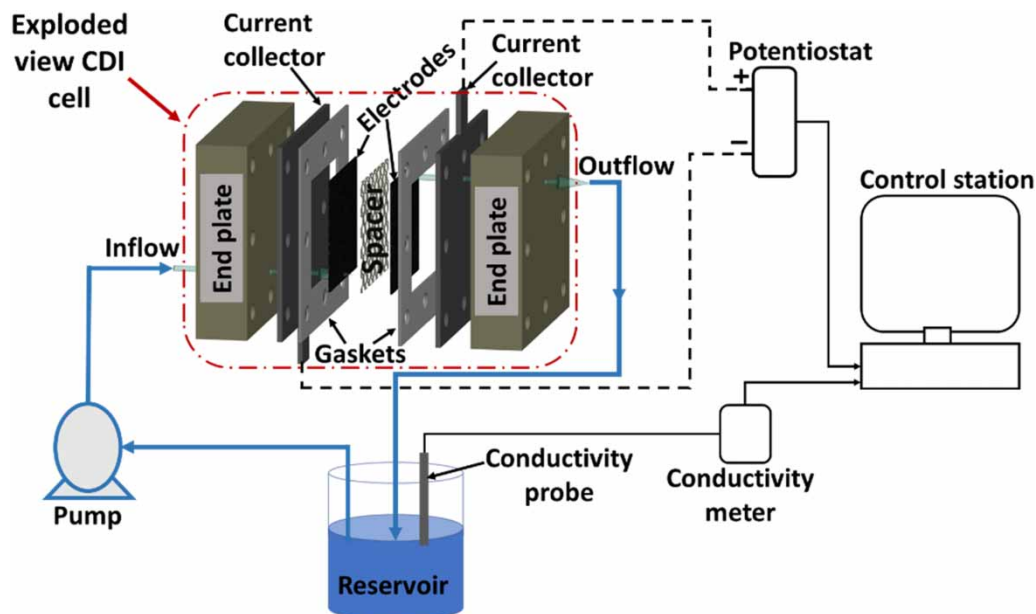 Exploded
view CDI
cell
Current
collector
Electrodes
Current
collector
Potentiostat
+
−
Control station
Outflow
Inflow
End plate
Spacer
End plate
Gaskets
Pump
Conductivity
probe
Conductivity
meter
Reservoir